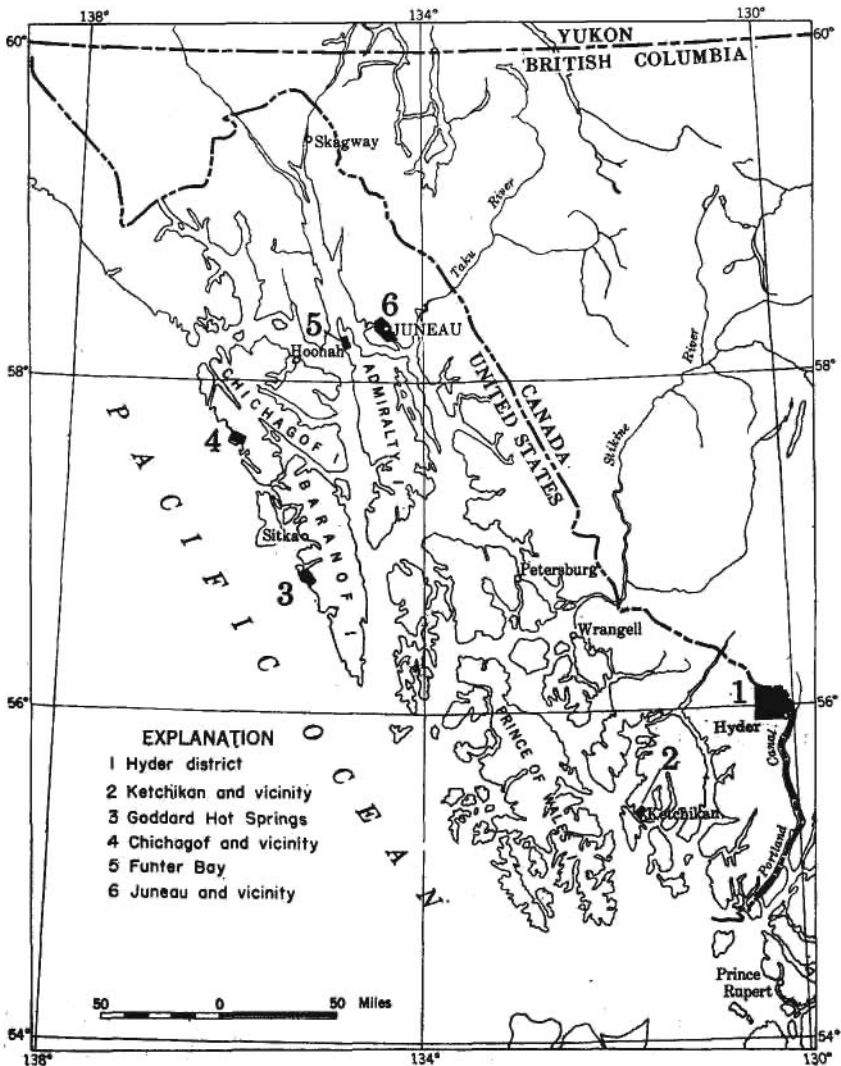 138°
134°
130°
60°
YUKON
60°
BRITISH COLUMBIA
Skagway
River
Taku
6
5
JUNEAU
Hoonah
58°
58°
CHICHAGOF I
ADMIRALTY I
CANADA
UNITED STATES
River
Stikine
4
PACIFIC OCEAN
BARANOF I
Sitka
3
Petersburg
Wrangell
1
56°
56°
Hyder
Canal
PRINCE OF WALES I
2
Ketchikan
Portland
EXPLANATION
1 Hyder district
2 Ketchikan and vicinity
3 Goddard Hot Springs
4 Chichagof and vicinity
5 Funter Bay
6 Juneau and vicinity
Prince
Rupert
50 0 50 Miles
54°
54°
138°
134°
130°